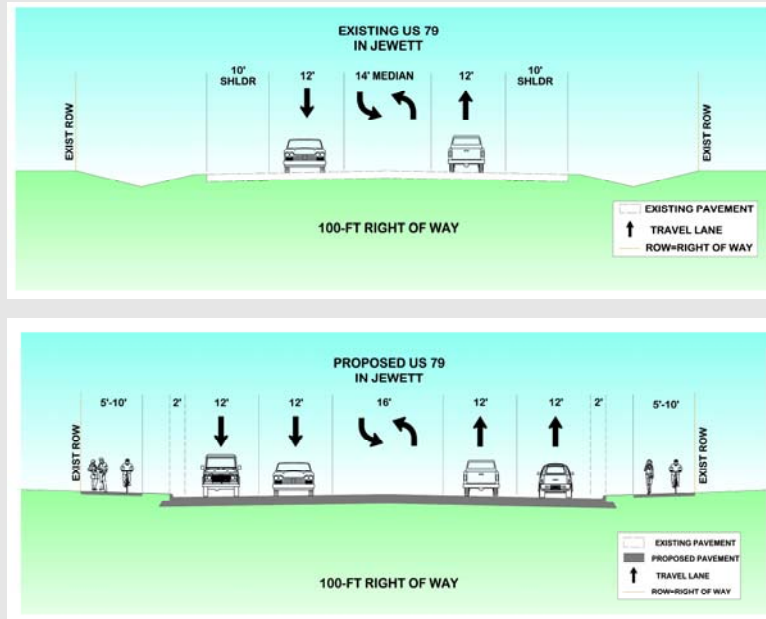 EXISTING US 79
IN JEWETT
10'
SHLDR
12'
14' MEDIAN
12'
10'
SHLDR
EXIST ROW
EXIST ROW
100-FT RIGHT OF WAY
EXISTING PAVEMENT
TRAVEL LANE
ROW=RIGHT OF WAY
PROPOSED US 79
IN JEWETT
5'-10'
2'
12'
12'
16'
12'
12'
2'
5'-10'
EXIST ROW
EXIST ROW
100-FT RIGHT OF WAY
EXISTING PAVEMENT
PROPOSED PAVEMENT
TRAVEL LANE
ROW=RIGHT OF WAY